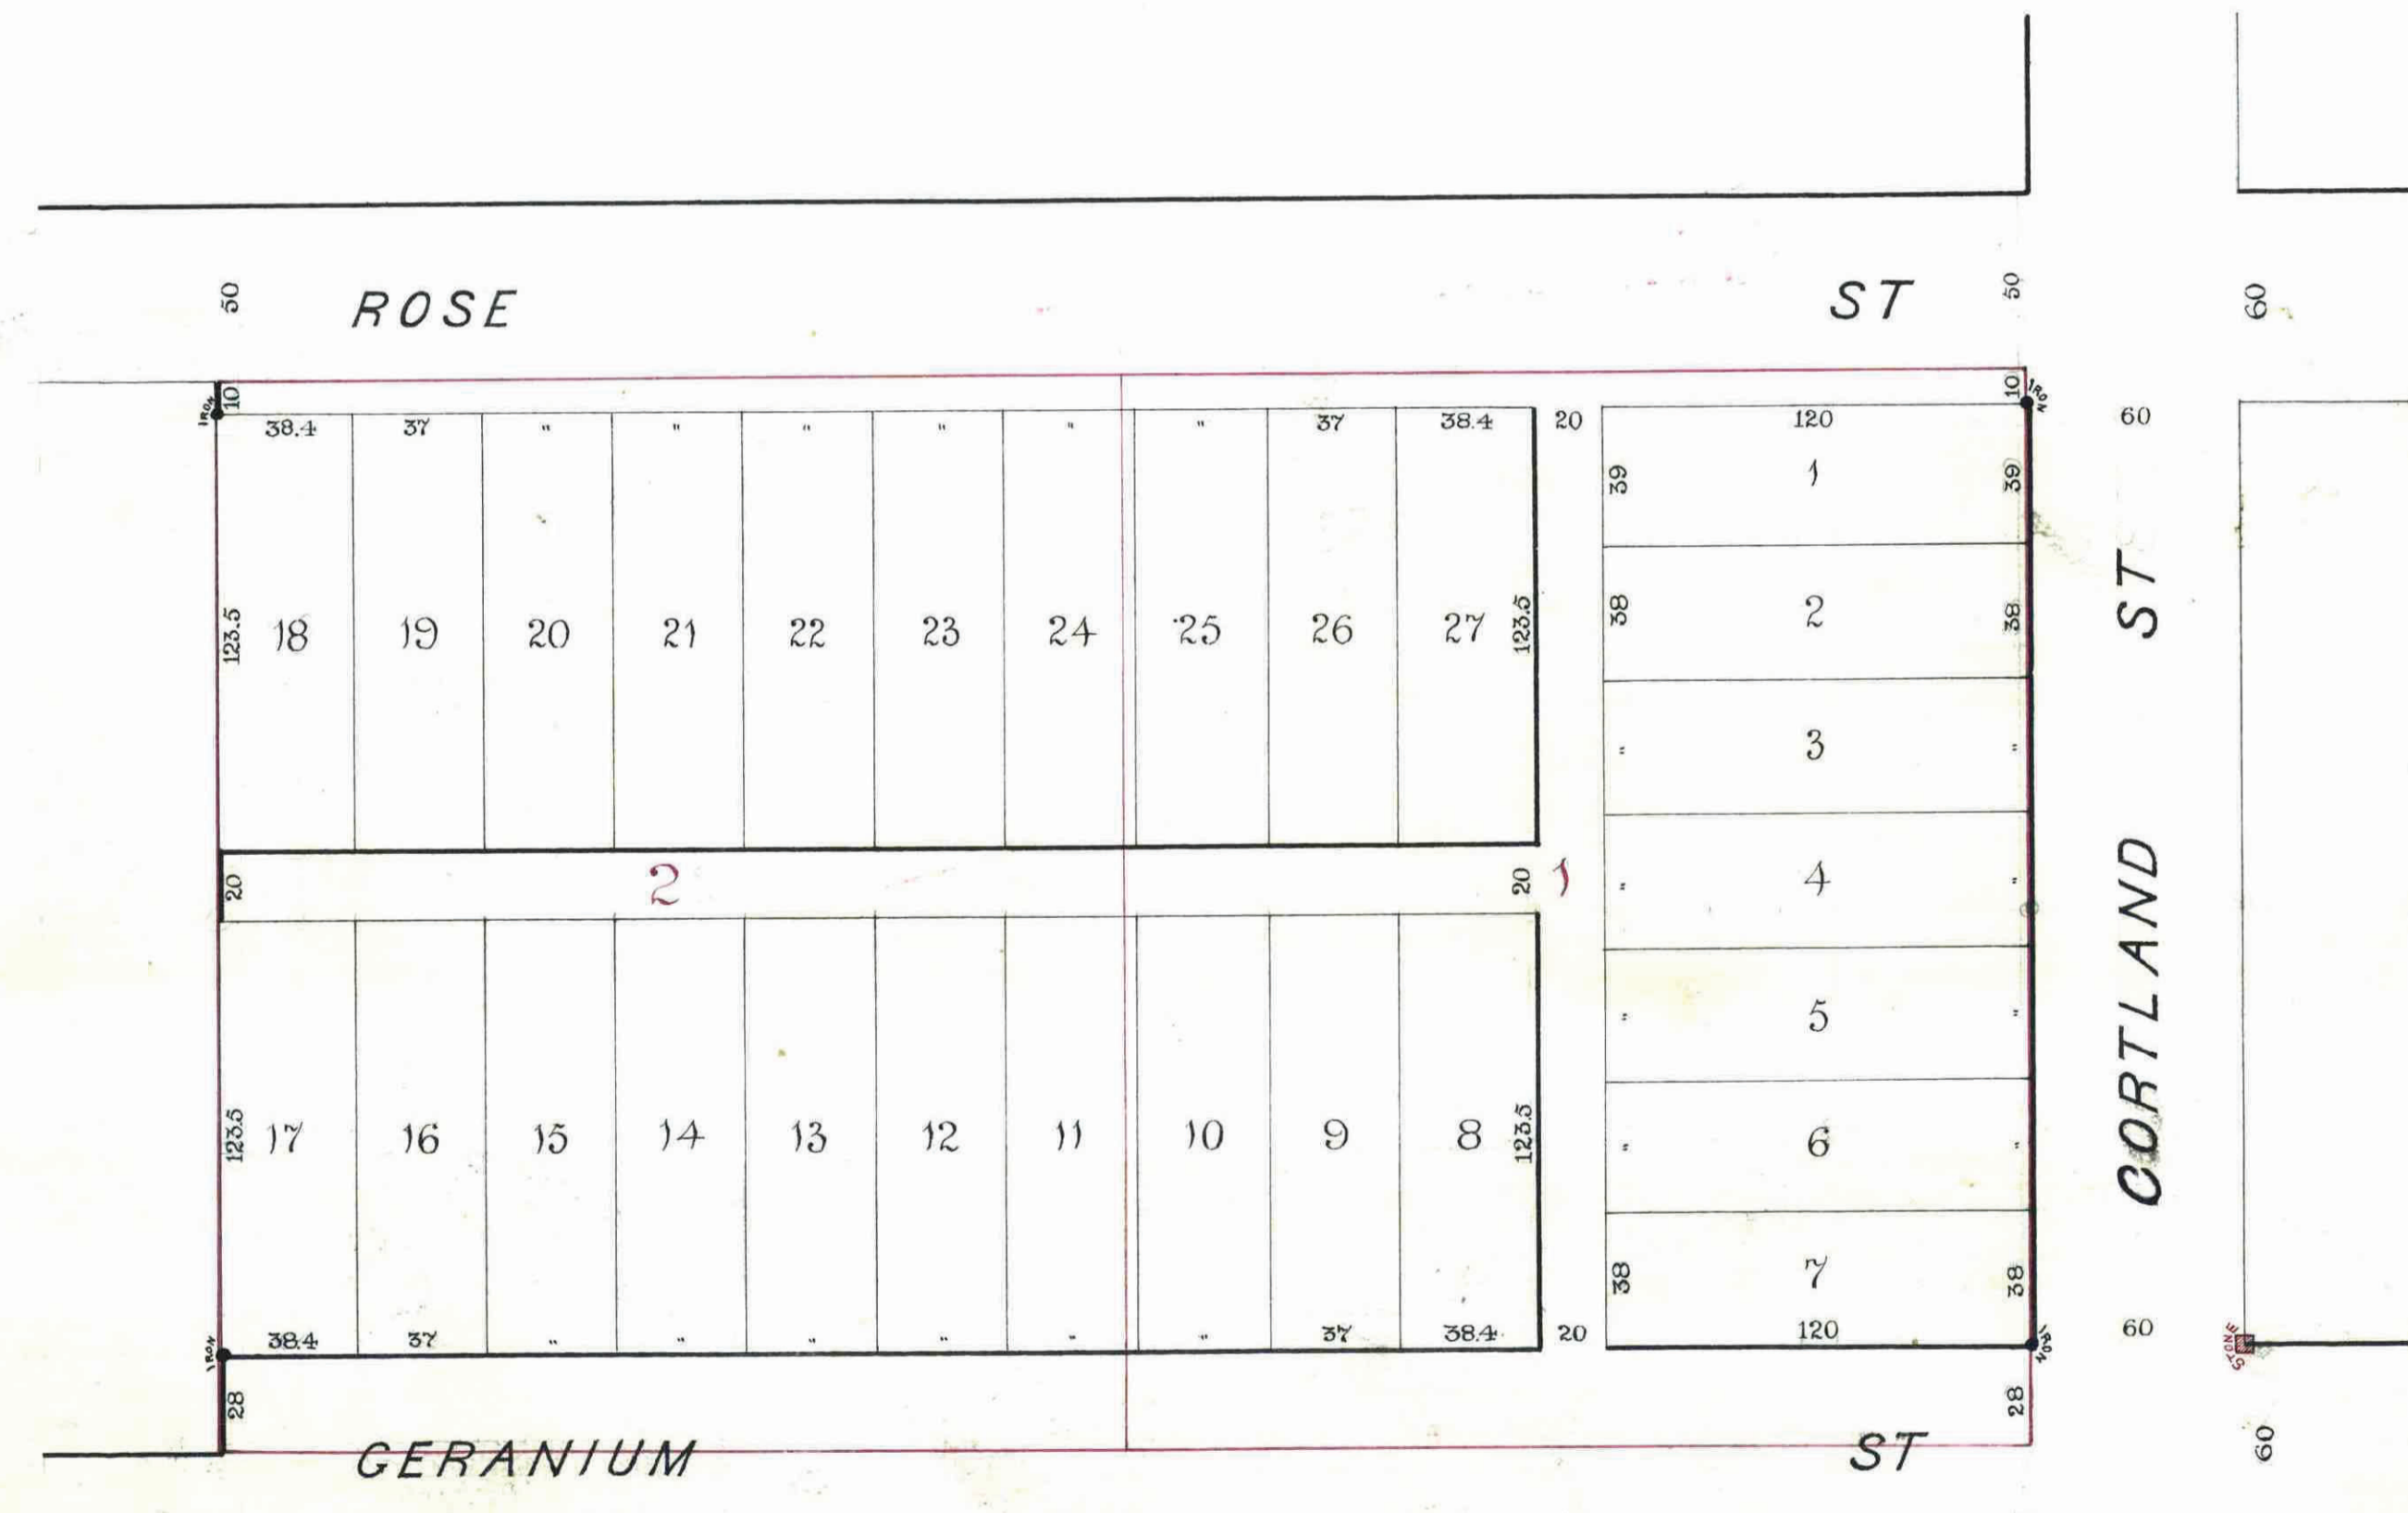 50 ROSE ST 50 60
10 10
IRON IRON
38.4 37 " " " " " " 37 38.4 20 120 60
39 1 39
123.5 18 19 20 21 22 23 24 25 26 27 123.5 38 2 38
" 3 "
20 2 20 1 " 4 "
" 5 "
123.5 17 16 15 14 13 12 11 10 9 8 123.5 " 6 "
38 7 38
38.4 37 " " " " " " 37 38.4 20 120 60
IRON IRON STONE
28 28
GERANIUM ST 60
CORTLAND ST